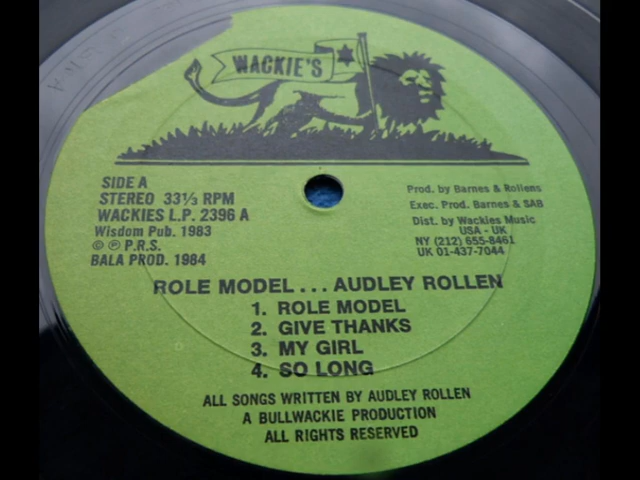 WACKIE'S
SIDE A
STEREO 33⅓ RPM
WACKIES L.P. 2396 A
Wisdom Pub. 1983
© ℗ P.R.S.
BALA PROD. 1984
Prod. by Barnes & Rollens
Exec. Prod. Barnes & SAB
Dist. by Wackies Music
USA - UK
NY (212) 655-8461
UK 01-437-7044
ROLE MODEL... AUDLEY ROLLEN
1. ROLE MODEL
2. GIVE THANKS
3. MY GIRL
4. SO LONG
ALL SONGS WRITTEN BY AUDLEY ROLLEN
A BULLWACKIE PRODUCTION
ALL RIGHTS RESERVED